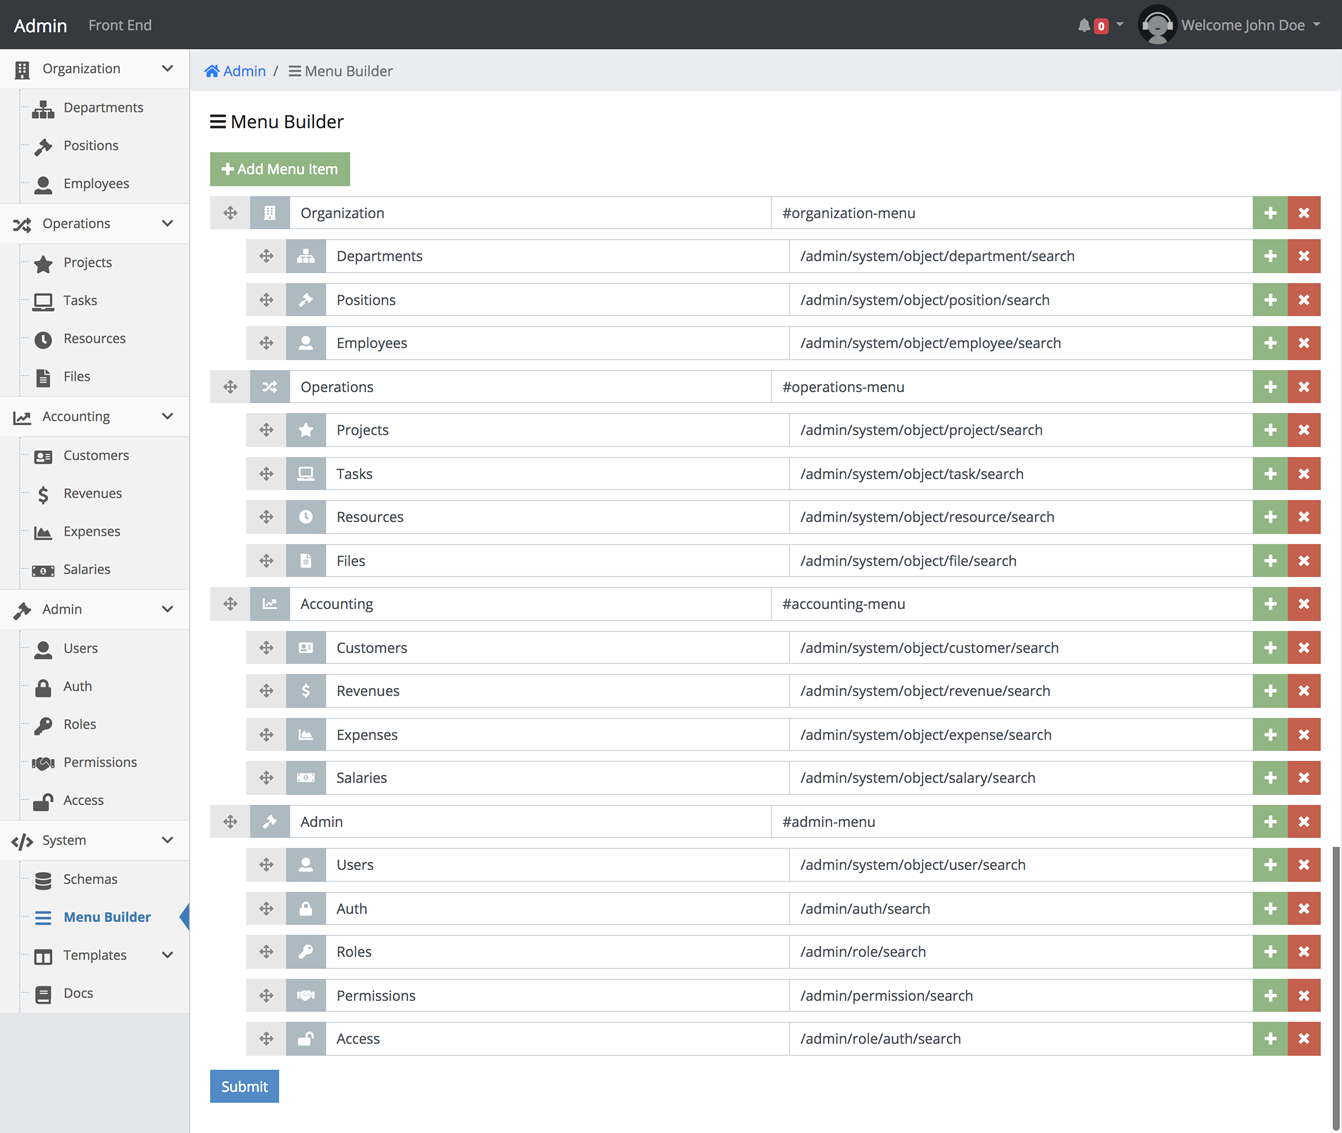 Admin Front End 0 Welcome John Doe
Organization
Departments
Positions
Employees
Operations
Projects
Tasks
Resources
Files
Accounting
Customers
Revenues
Expenses
Salaries
Admin
Users
Auth
Roles
Permissions
Access
System
Schemas
Menu Builder
Templates
Docs
Admin / Menu Builder
Menu Builder
Add Menu Item
Organization #organization-menu
Departments /admin/system/object/department/search
Positions /admin/system/object/position/search
Employees /admin/system/object/employee/search
Operations #operations-menu
Projects /admin/system/object/project/search
Tasks /admin/system/object/task/search
Resources /admin/system/object/resource/search
Files /admin/system/object/file/search
Accounting #accounting-menu
Customers /admin/system/object/customer/search
Revenues /admin/system/object/revenue/search
Expenses /admin/system/object/expense/search
Salaries /admin/system/object/salary/search
Admin #admin-menu
Users /admin/system/object/user/search
Auth /admin/auth/search
Roles /admin/role/search
Permissions /admin/permission/search
Access /admin/role/auth/search
Submit